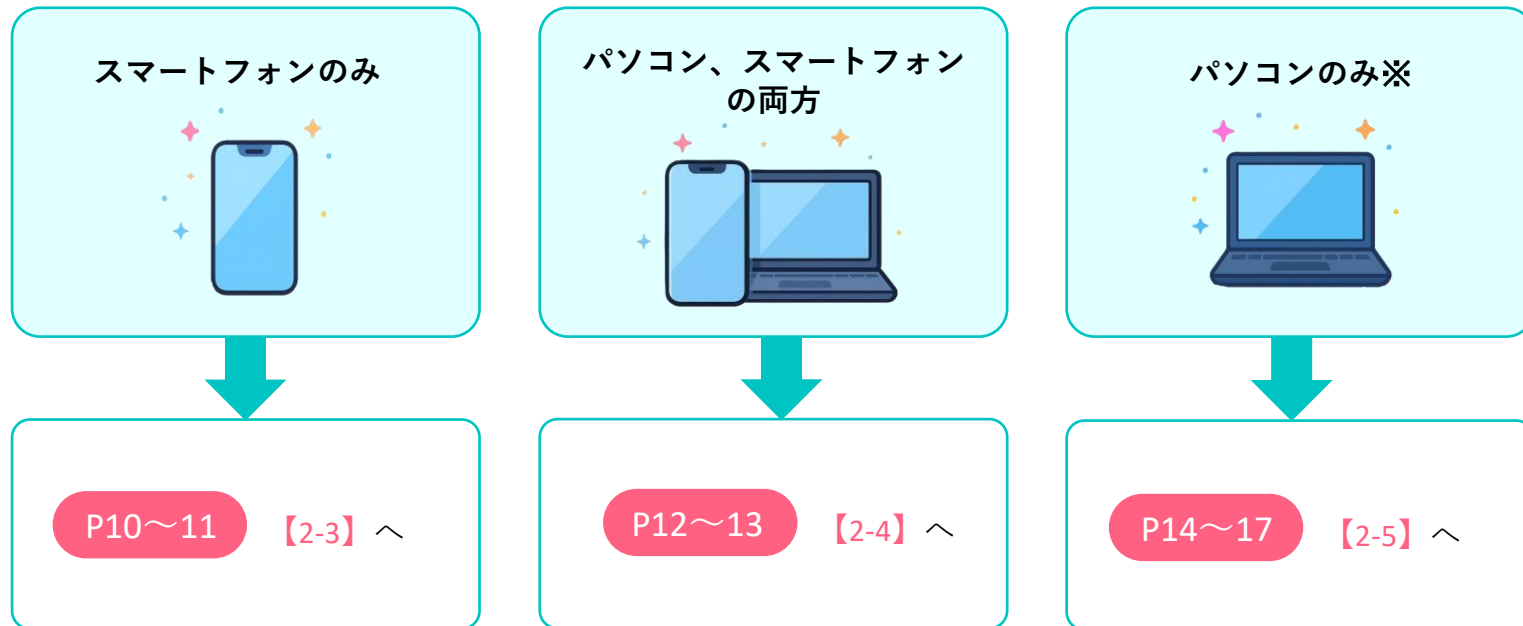 スマートフォンのみ
パソコン、スマートフォン
の両方
パソコンのみ※
P10～11 【2-3】へ
P12～13 【2-4】へ
P14～17 【2-5】へ